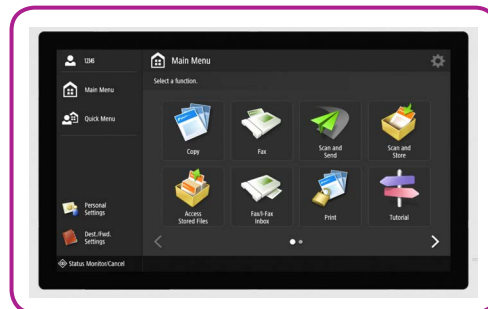 12345
Main Menu
Select a function.
Main Menu
Quick Menu
Copy
Fax
Scan and
Send
Scan and
Store
Access
Stored Files
Fax/I-Fax
Inbox
Print
Tutorial
Personal
Settings
Dest./Fwd.
Settings
Status Monitor/Cancel